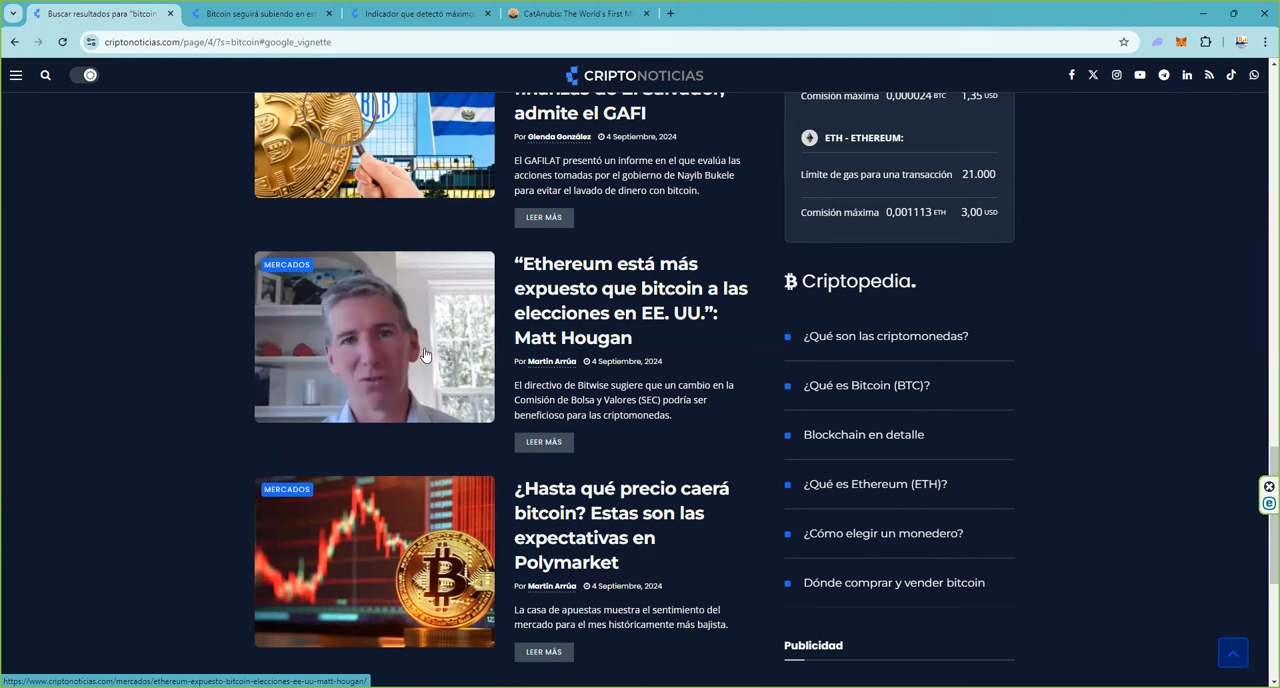 Buscar resultados para "bitcoin
Bitcoin seguirá subiendo en est
Indicador que detectó máximos
CatAnubis: The World's First Mi
criptonoticias.com/page/4/?s=bitcoin#google_vignette
CRIPTONOTICIAS
finanzas de El Salvador,
admite el GAFI
Por Glenda González 4 Septiembre, 2024
El GAFILAT presentó un informe en el que evalúa las
acciones tomadas por el gobierno de Nayib Bukele
para evitar el lavado de dinero con bitcoin.
LEER MÁS
MERCADOS
“Ethereum está más
expuesto que bitcoin a las
elecciones en EE. UU.”:
Matt Hougan
Por Martín Arrúa 4 Septiembre, 2024
El directivo de Bitwise sugiere que un cambio en la
Comisión de Bolsa y Valores (SEC) podría ser
beneficioso para las criptomonedas.
LEER MÁS
MERCADOS
¿Hasta qué precio caerá
bitcoin? Estas son las
expectativas en
Polymarket
Por Martín Arrúa 4 Septiembre, 2024
La casa de apuestas muestra el sentimiento del
mercado para el mes históricamente más bajista.
LEER MÁS
Comisión máxima 0,000024 BTC 1,35 USD
ETH - ETHEREUM:
Límite de gas para una transacción 21.000
Comisión máxima 0,001113 ETH 3,00 USD
Criptopedia.
¿Qué son las criptomonedas?
¿Qué es Bitcoin (BTC)?
Blockchain en detalle
¿Qué es Ethereum (ETH)?
¿Cómo elegir un monedero?
Dónde comprar y vender bitcoin
Publicidad
https://www.criptonoticias.com/mercados/ethereum-expuesto-bitcoin-elecciones-ee-uu-matt-hougan/